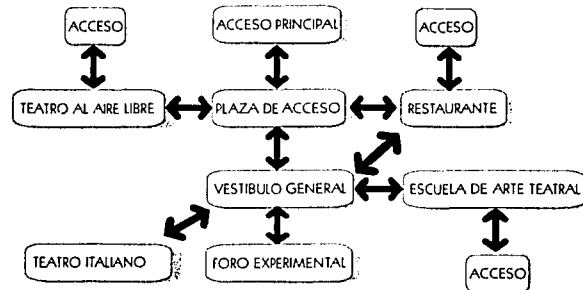 ACCESO
ACCESO PRINCIPAL
ACCESO
TEATRO AL AIRE LIBRE
PLAZA DE ACCESO
RESTAURANTE
VESTIBULO GENERAL
ESCUELA DE ARTE TEATRAL
TEATRO ITALIANO
FORO EXPERIMENTAL
ACCESO